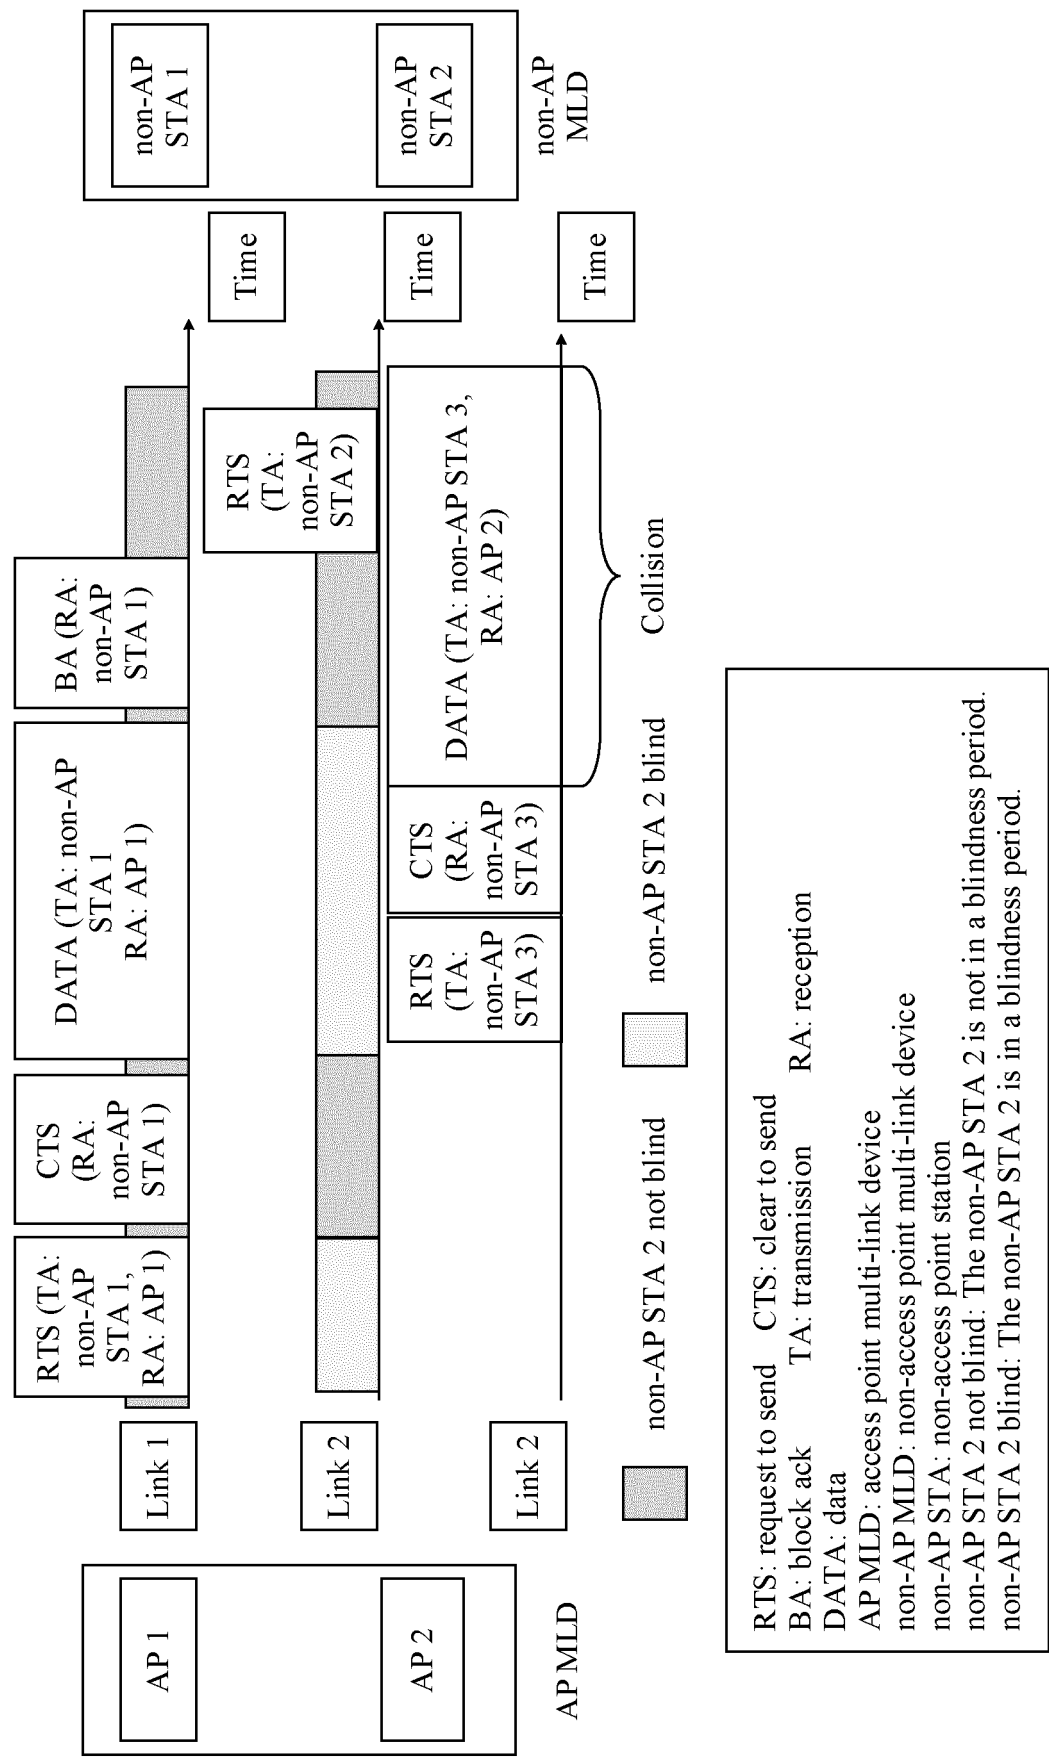 AP 1
AP 2
AP MLD
Link 1
Link 2
Link 2
RTS (TA:
non-AP
STA 1,
RA: AP 1)
CTS
(RA:
non-AP
STA 1)
DATA (TA: non-AP
STA 1
RA: AP 1)
BA (RA:
non-AP
STA 1)
RTS
(TA:
non-AP
STA 2)
RTS
(TA:
non-AP
STA 3)
CTS
(RA:
non-AP
STA 3)
DATA (TA: non-AP STA 3,
RA: AP 2)
Collision
Time
Time
Time
non-AP
STA 1
non-AP
STA 2
non-AP
MLD
non-AP STA 2 not blind
non-AP STA 2 blind
RTS: request to send CTS: clear to send
BA: block ack TA: transmission RA: reception
DATA: data
AP MLD: access point multi-link device
non-AP MLD: non-access point multi-link device
non-AP STA: non-access point station
non-AP STA 2 not blind: The non-AP STA 2 is not in a blindness period.
non-AP STA 2 blind: The non-AP STA 2 is in a blindness period.